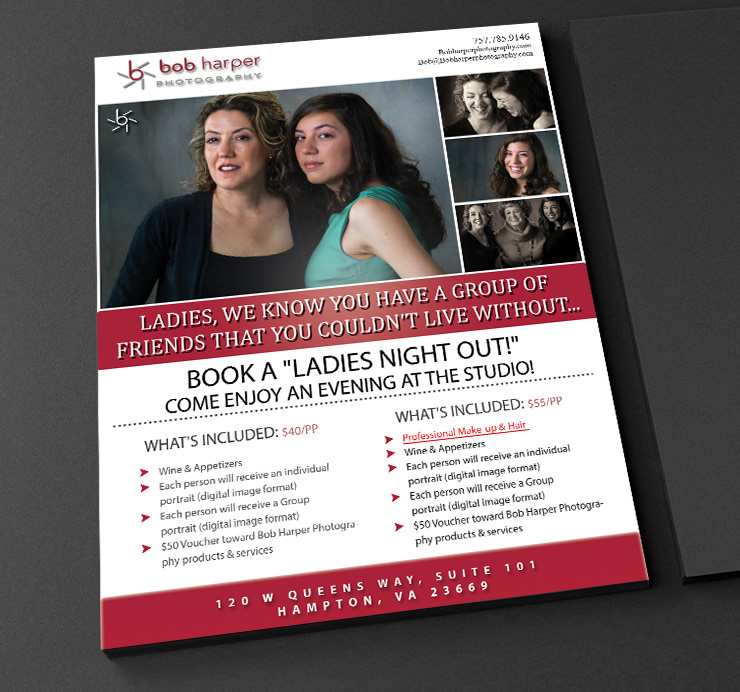 bob harper
PHOTOGRAPHY
757.785.9146
Bobharperphotography.com
Bob@Bobharperphotography.com
b
LADIES, WE KNOW YOU HAVE A GROUP OF
FRIENDS THAT YOU COULDN'T LIVE WITHOUT...
BOOK A "LADIES NIGHT OUT!"
COME ENJOY AN EVENING AT THE STUDIO!
WHAT'S INCLUDED: $40/PP
Wine & Appetizers
Each person will receive an individual
portrait (digital image format)
Each person will receive a Group
portrait (digital image format)
$50 Voucher toward Bob Harper Photogra-
phy products & services
WHAT'S INCLUDED: $55/PP
Professional Make-up & Hair
Wine & Appetizers
Each person will receive an individual
portrait (digital image format)
Each person will receive a Group
portrait (digital image format)
$50 Voucher toward Bob Harper Photogra-
phy products & services
120 W QUEENS WAY, SUITE 101
HAMPTON, VA 23669